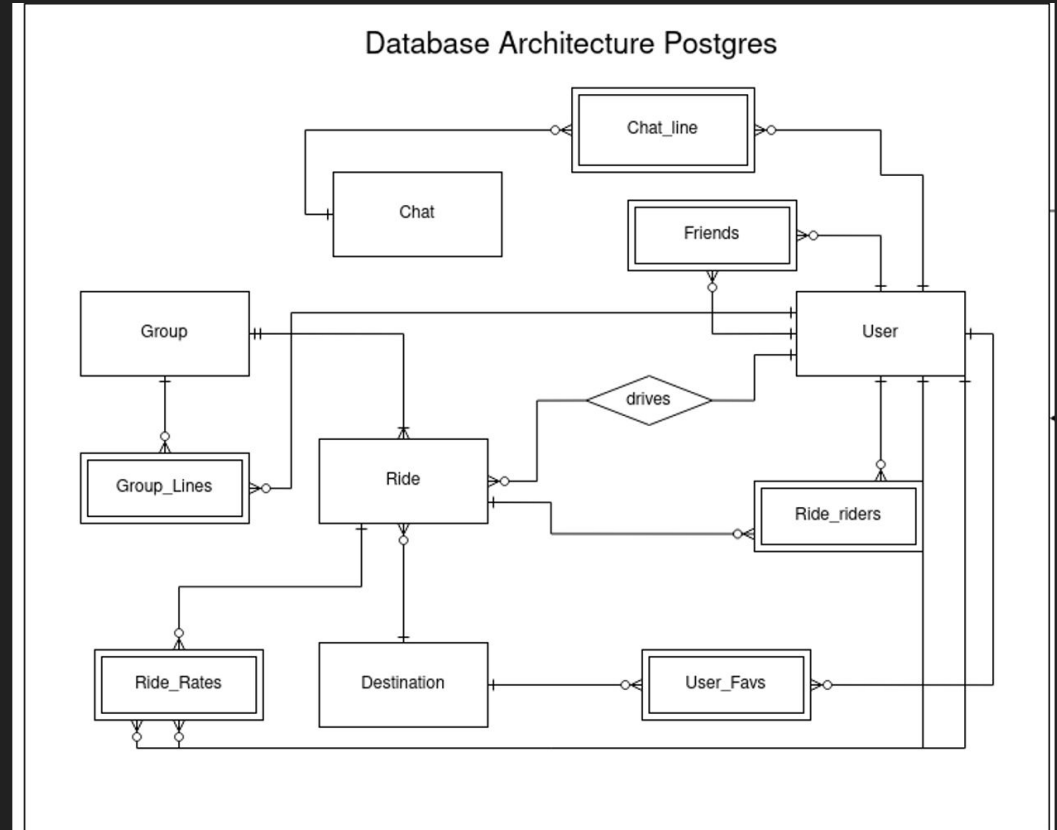 Database Architecture Postgres
Chat_line
Chat
Friends
Group
User
drives
Group_Lines
Ride
Ride_riders
Ride_Rates
Destination
User_Favs